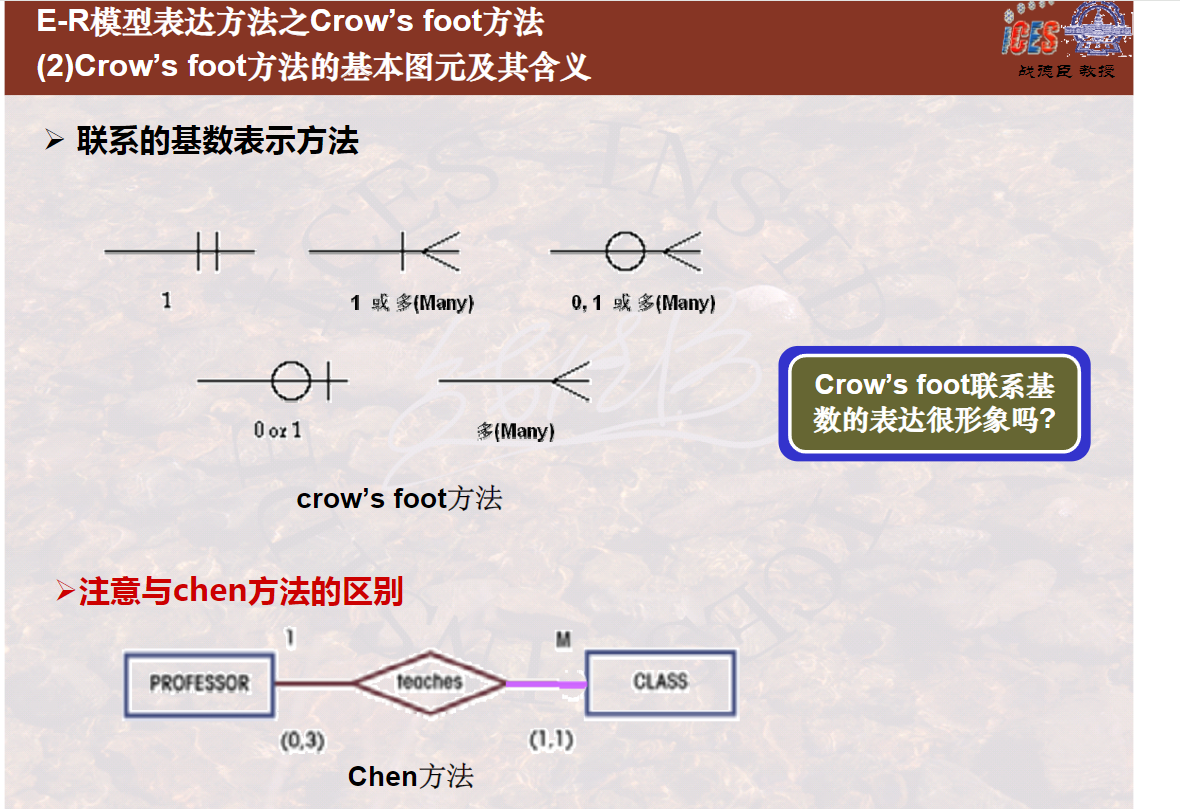 E-R模型表达方法之Crow’s foot方法
(2)Crow’s foot方法的基本图元及其含义
iCES
战德臣 教授
联系的基数表示方法
1
1 或 多(Many)
0, 1 或 多(Many)
0 or 1
多(Many)
Crow’s foot联系基
数的表达很形象吗?
crow’s foot方法
注意与chen方法的区别
1
M
PROFESSOR
teaches
CLASS
(0,3)
(1,1)
Chen方法